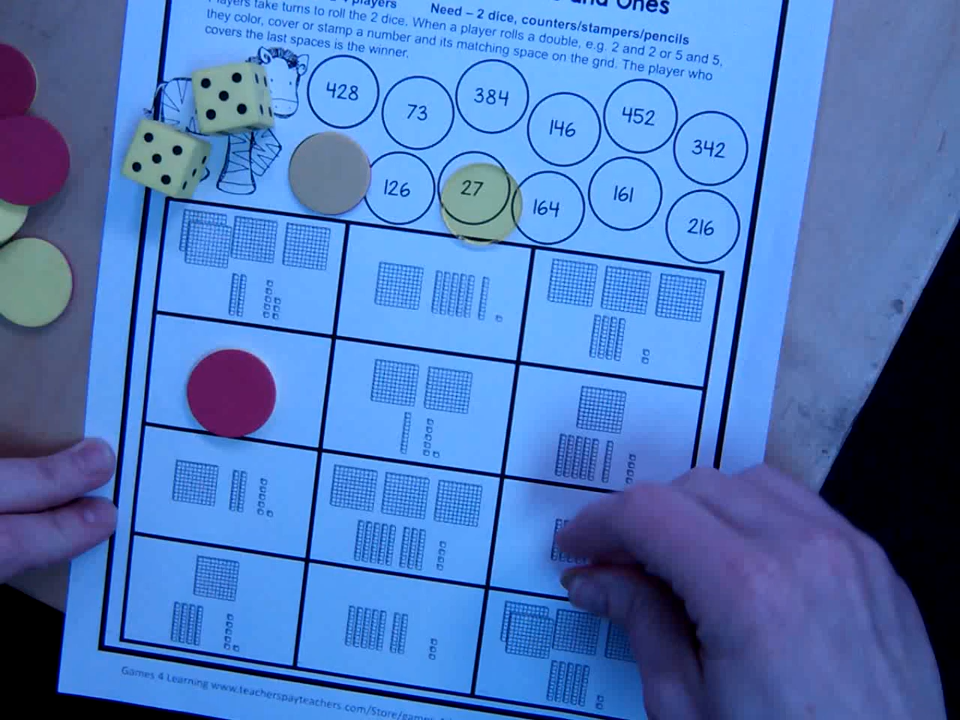 and Ones
players Need – 2 dice, counters/stampers/pencils
Players take turns to roll the 2 dice. When a player rolls a double, e.g. 2 and 2 or 5 and 5,
they color, cover or stamp a number and its matching space on the grid. The player who
covers the last spaces is the winner.
428 73 384 146 452 342
126 27 164 161 216
Games 4 Learning www.teacherspayteachers.com/Store/games